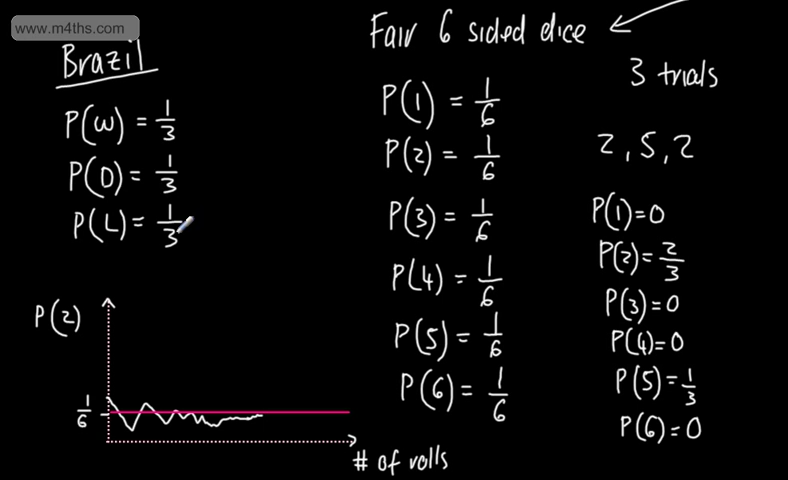 www.m4ths.com
Brazil
P(W) = 1/3
P(D) = 1/3
P(L) = 1/3
Fair 6 sided dice
P(1) = 1/6
P(2) = 1/6
P(3) = 1/6
P(4) = 1/6
P(5) = 1/6
P(6) = 1/6
3 trials
2, 5, 2
P(1)=0
P(2)=2/3
P(3)=0
P(4)=0
P(5)=1/3
P(6)=0
P(2)
1/6
# of rolls